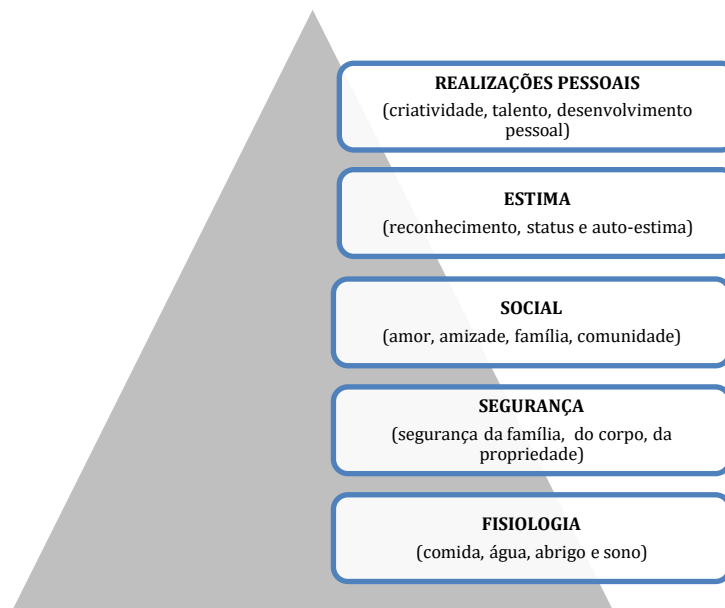 REALIZAÇÕES PESSOAIS
(criatividade, talento, desenvolvimento
pessoal)
ESTIMA
(reconhecimento, status e auto-estima)
SOCIAL
(amor, amizade, família, comunidade)
SEGURANÇA
(segurança da família, do corpo, da
propriedade)
FISIOLOGIA
(comida, água, abrigo e sono)